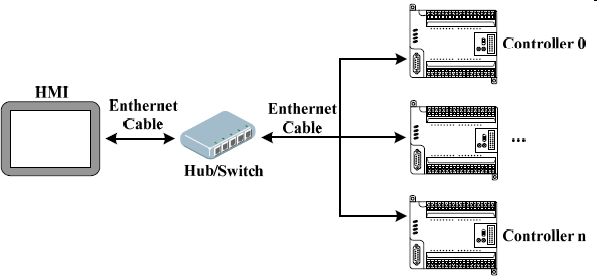 HMI
Enthernet
Cable
Hub/Switch
Enthernet
Cable
Controller 0
...
Controller n